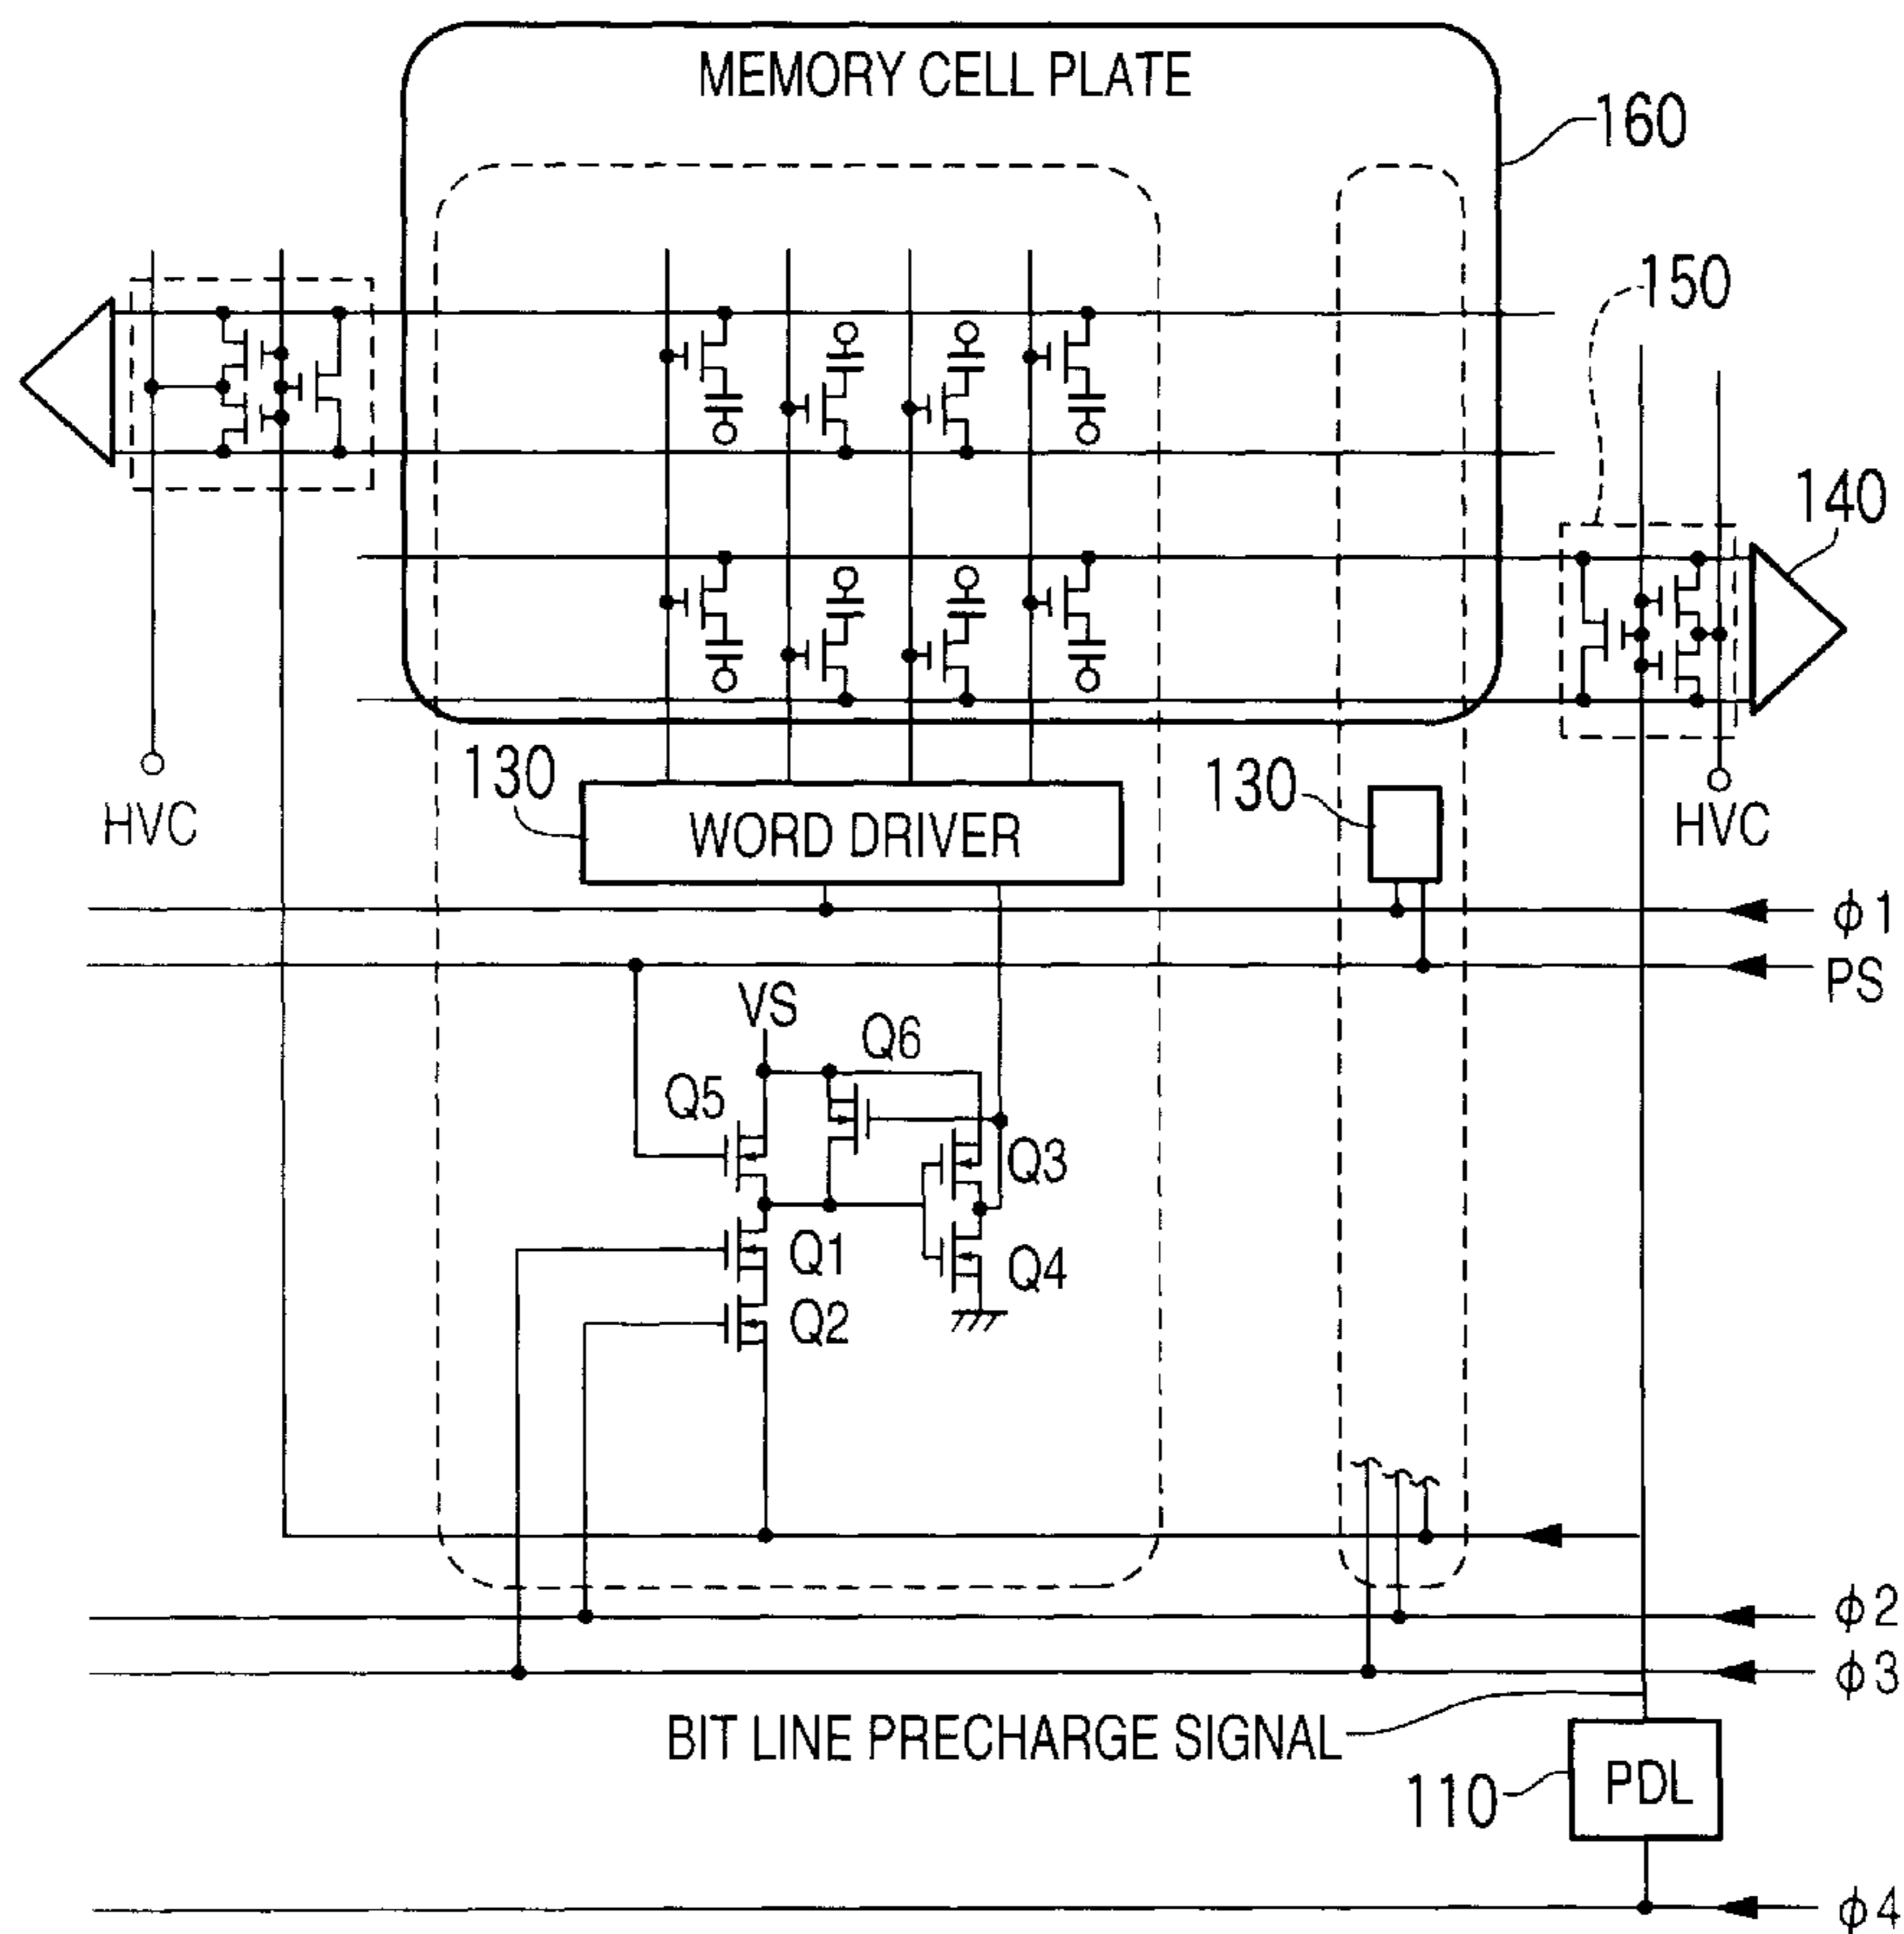 MEMORY CELL PLATE
160
150
140
130
130
HVC
WORD DRIVER
HVC
ϕ1
PS
VS
Q6
Q5
Q3
Q1
Q4
Q2
ϕ2
ϕ3
BIT LINE PRECHARGE SIGNAL
110
PDL
ϕ4